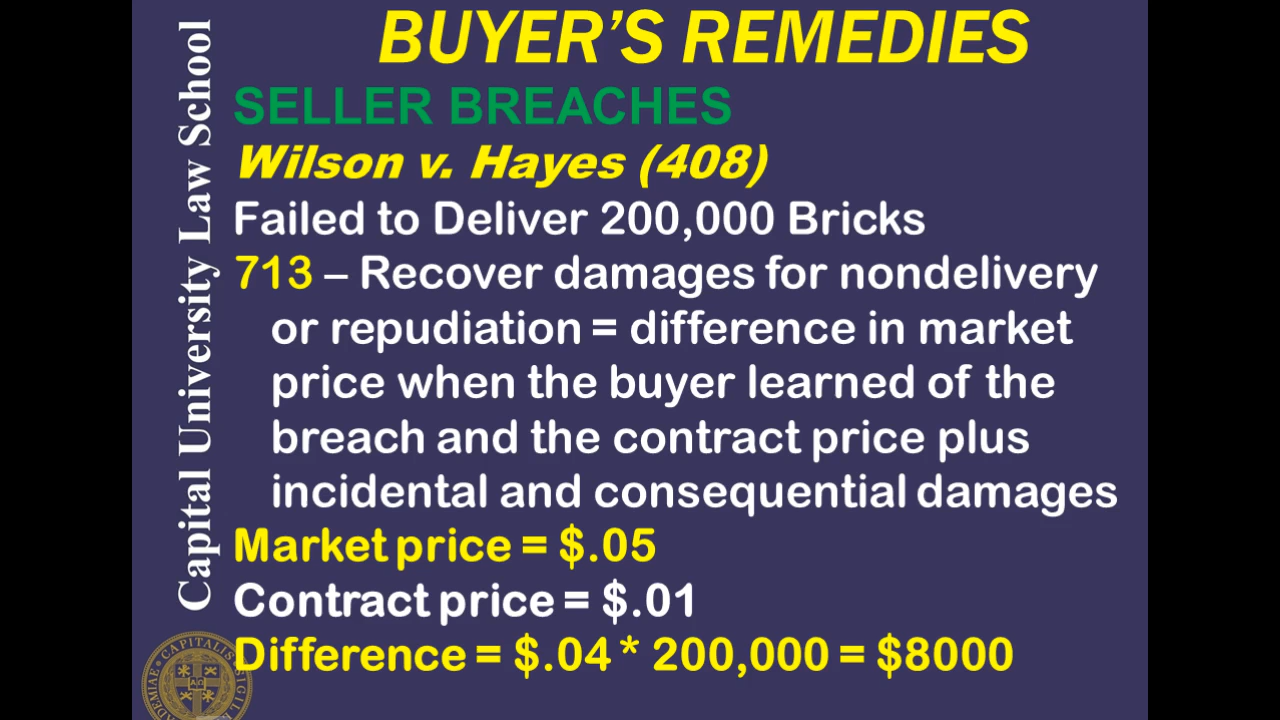 Capital University Law School
BUYER'S REMEDIES
SELLER BREACHES
Wilson v. Hayes (408)
Failed to Deliver 200,000 Bricks
713 – Recover damages for nondelivery
or repudiation = difference in market
price when the buyer learned of the
breach and the contract price plus
incidental and consequential damages
Market price = $.05
Contract price = $.01
Difference = $.04 * 200,000 = $8000